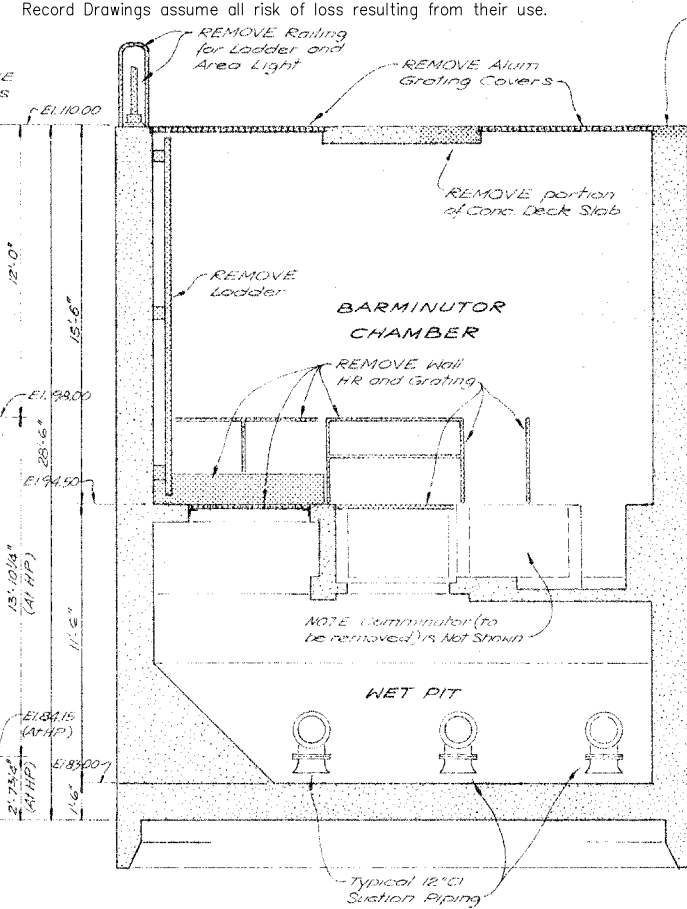 Record Drawings assume all risk of loss resulting from their use.
REMOVE Railing
for Ladder and
Area Light
REMOVE Alum
Grating Covers
El. 110.00
REMOVE portion
of Conc. Deck Slab
12'-0"
15'-6"
REMOVE
Ladder
BARMINUTOR
CHAMBER
REMOVE Wall
HR and Grating
El. 98.00
28'-6"
El 94.50
13'-10 1/4"
(At HP)
11'-6"
NOTE Comminutor (to
be removed) is Not Shown
WET PIT
El. 84.15
(At HP)
El 83.00
2'-7 3/4"
(At HP)
1'-6"
Typical 12" CI
Suction Piping